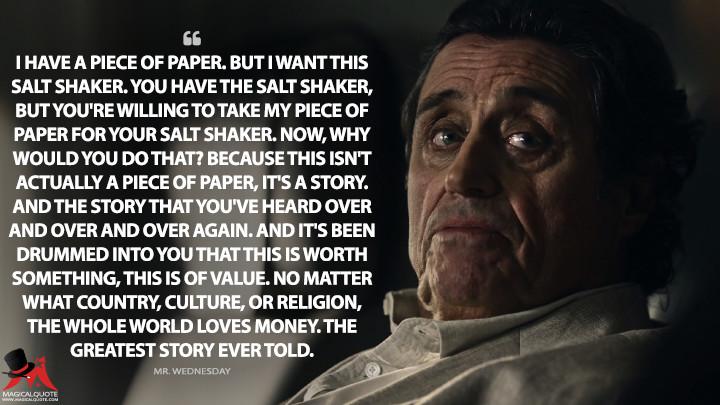 “
I HAVE A PIECE OF PAPER. BUT I WANT THIS
SALT SHAKER. YOU HAVE THE SALT SHAKER,
BUT YOU'RE WILLING TO TAKE MY PIECE OF
PAPER FOR YOUR SALT SHAKER. NOW, WHY
WOULD YOU DO THAT? BECAUSE THIS ISN'T
ACTUALLY A PIECE OF PAPER, IT'S A STORY.
AND THE STORY THAT YOU'VE HEARD OVER
AND OVER AND OVER AGAIN. AND IT'S BEEN
DRUMMED INTO YOU THAT THIS IS WORTH
SOMETHING, THIS IS OF VALUE. NO MATTER
WHAT COUNTRY, CULTURE, OR RELIGION,
THE WHOLE WORLD LOVES MONEY. THE
GREATEST STORY EVER TOLD.
MR. WEDNESDAY
MAGICALQUOTE
WWW.MAGICALQUOTE.COM